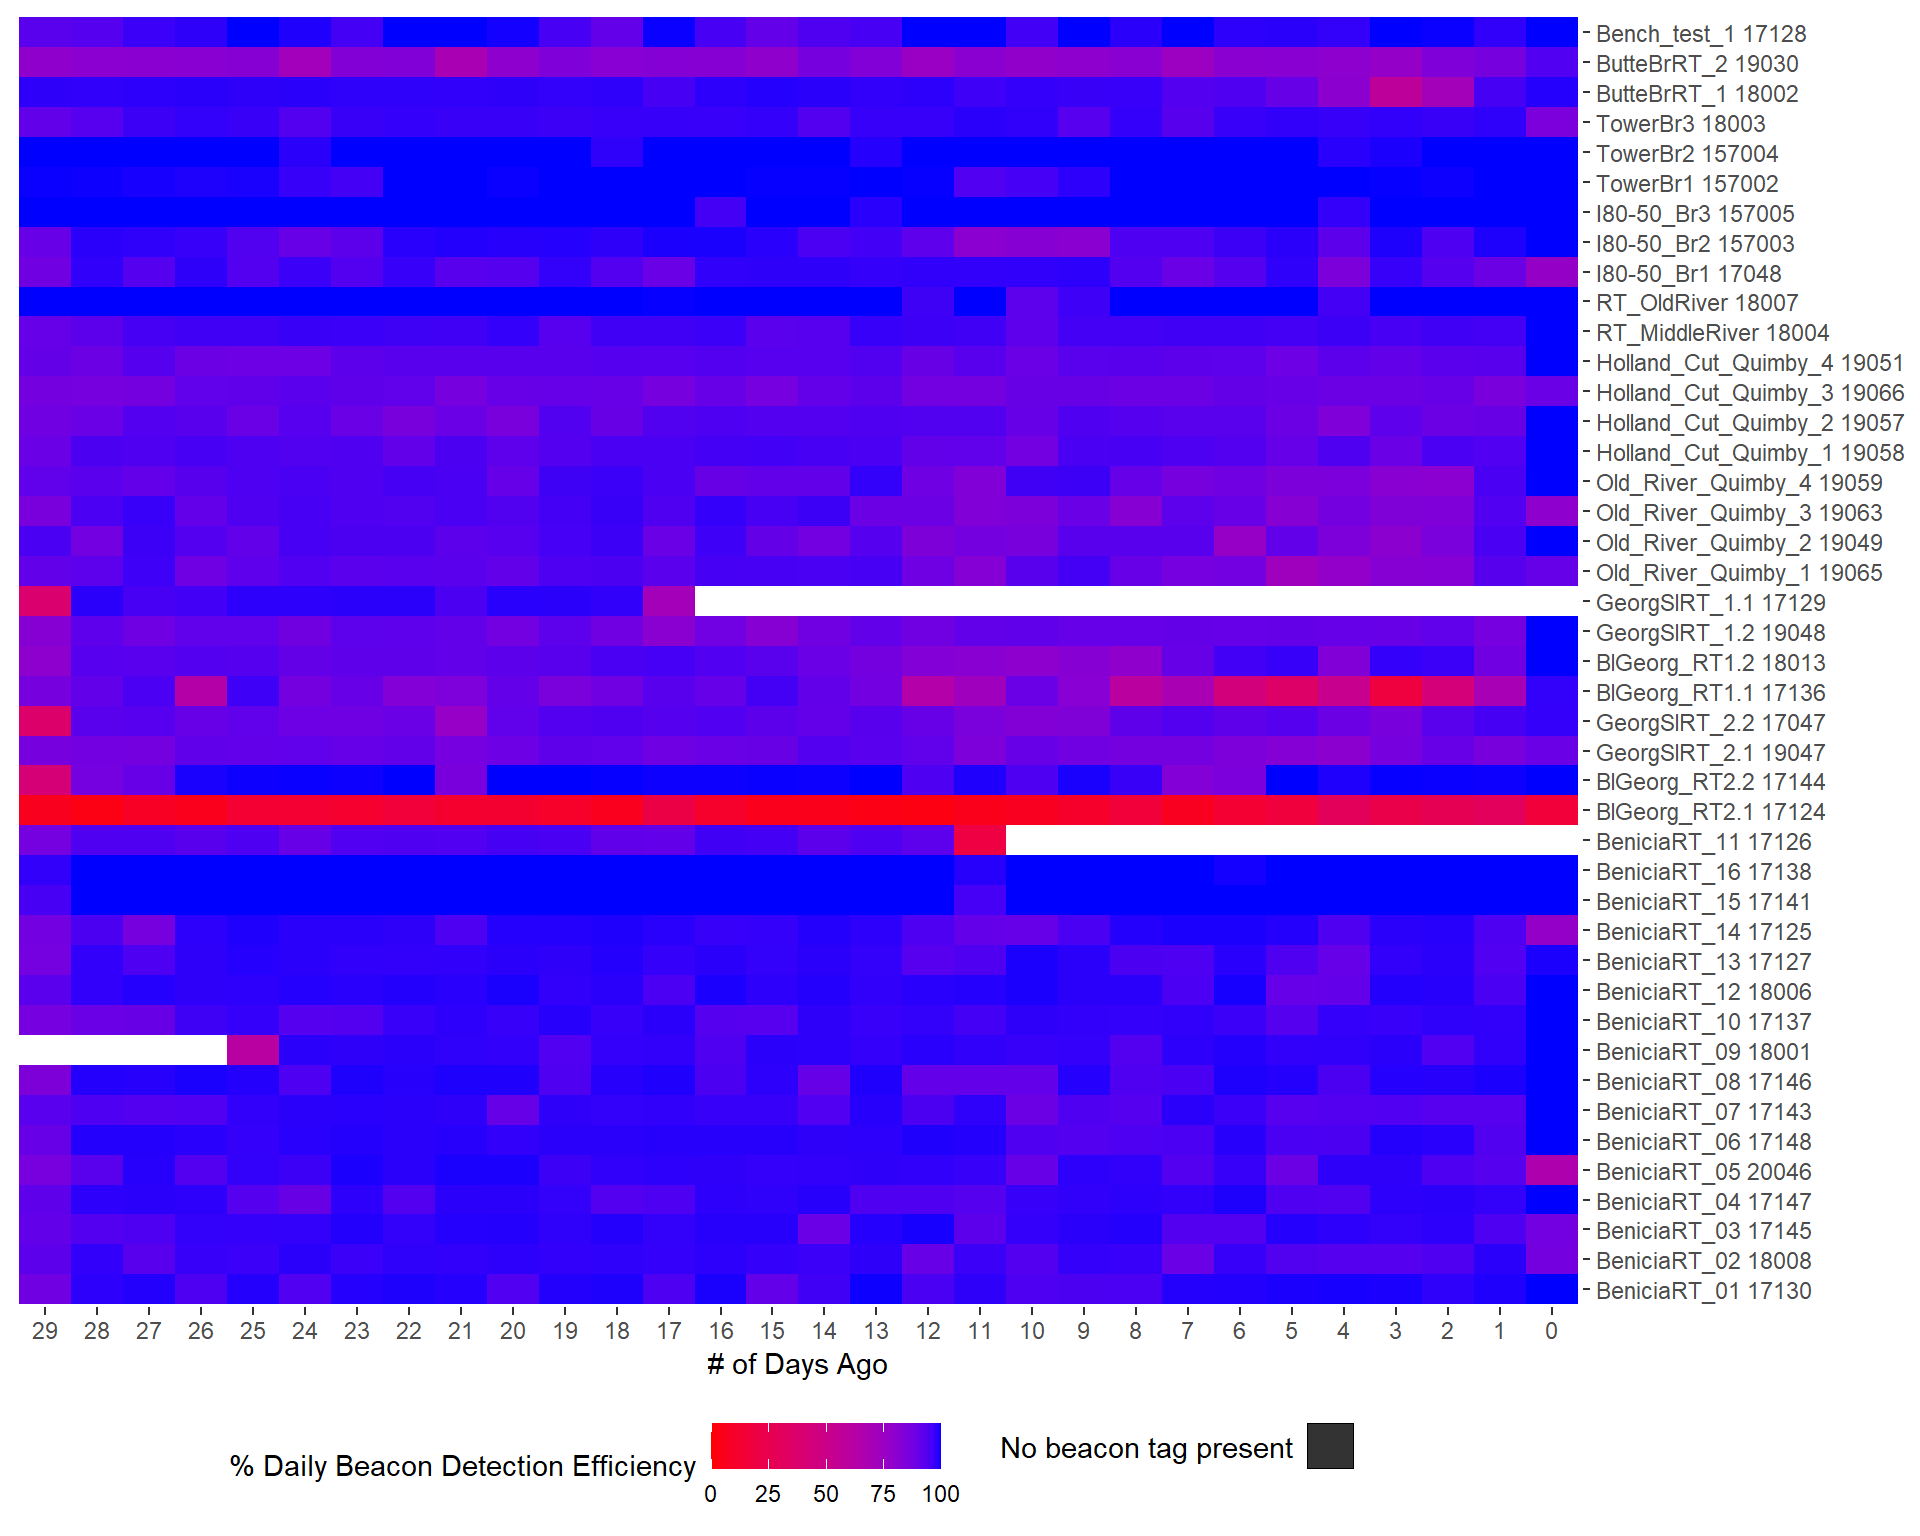 Bench_test_1 17128
ButteBrRT_2 19030
ButteBrRT_1 18002
TowerBr3 18003
TowerBr2 157004
TowerBr1 157002
I80-50_Br3 157005
I80-50_Br2 157003
I80-50_Br1 17048
RT_OldRiver 18007
RT_MiddleRiver 18004
Holland_Cut_Quimby_4 19051
Holland_Cut_Quimby_3 19066
Holland_Cut_Quimby_2 19057
Holland_Cut_Quimby_1 19058
Old_River_Quimby_4 19059
Old_River_Quimby_3 19063
Old_River_Quimby_2 19049
Old_River_Quimby_1 19065
GeorgSlRT_1.1 17129
GeorgSlRT_1.2 19048
BlGeorg_RT1.2 18013
BlGeorg_RT1.1 17136
GeorgSlRT_2.2 17047
GeorgSlRT_2.1 19047
BlGeorg_RT2.2 17144
BlGeorg_RT2.1 17124
BeniciaRT_11 17126
BeniciaRT_16 17138
BeniciaRT_15 17141
BeniciaRT_14 17125
BeniciaRT_13 17127
BeniciaRT_12 18006
BeniciaRT_10 17137
BeniciaRT_09 18001
BeniciaRT_08 17146
BeniciaRT_07 17143
BeniciaRT_06 17148
BeniciaRT_05 20046
BeniciaRT_04 17147
BeniciaRT_03 17145
BeniciaRT_02 18008
BeniciaRT_01 17130
29 28 27 26 25 24 23 22 21 20 19 18 17 16 15 14 13 12 11 10 9 8 7 6 5 4 3 2 1 0
# of Days Ago
% Daily Beacon Detection Efficiency
0 25 50 75 100
No beacon tag present